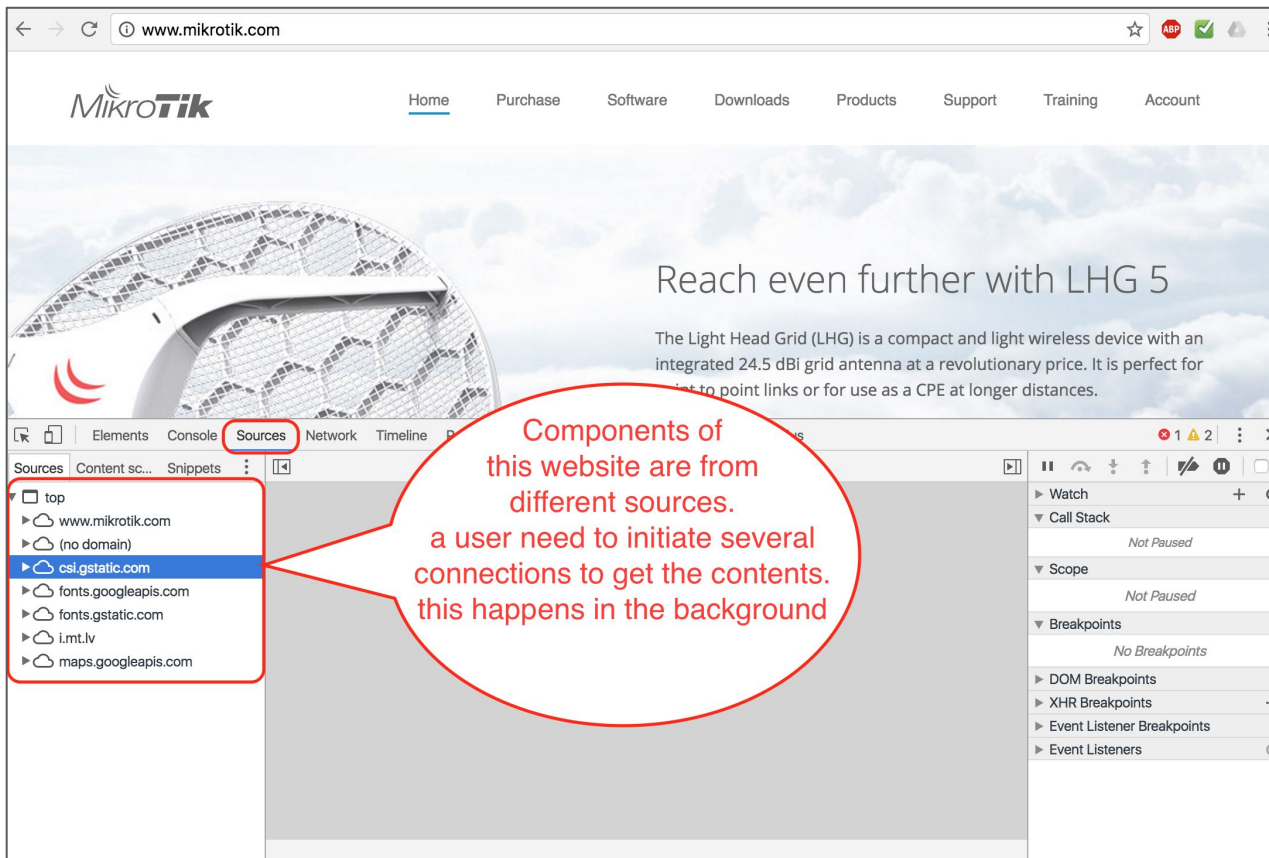 www.mikrotik.com
ABP
MikroTik
Home Purchase Software Downloads Products Support Training Account
Reach even further with LHG 5
The Light Head Grid (LHG) is a compact and light wireless device with an
integrated 24.5 dBi grid antenna at a revolutionary price. It is perfect for
to point links or for use as a CPE at longer distances.
Elements Console Sources Network Timeline
1 2
Sources Content sc... Snippets
top
www.mikrotik.com
(no domain)
csi.gstatic.com
fonts.googleapis.com
fonts.gstatic.com
i.mt.lv
maps.googleapis.com
Components of
this website are from
different sources.
a user need to initiate several
connections to get the contents.
this happens in the background
Watch
Call Stack
Not Paused
Scope
Not Paused
Breakpoints
No Breakpoints
DOM Breakpoints
XHR Breakpoints
Event Listener Breakpoints
Event Listeners